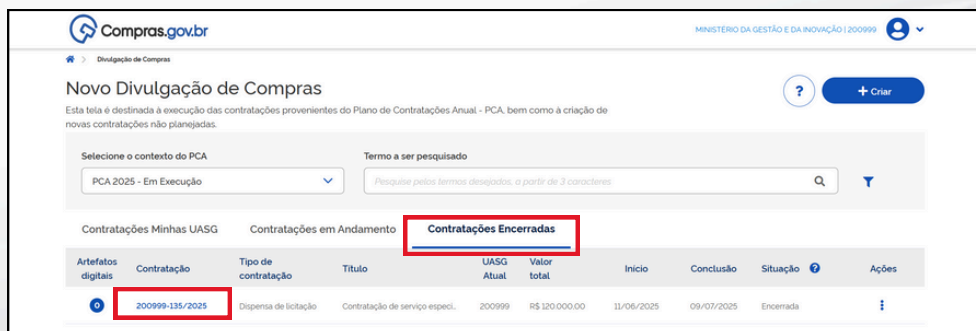 Compras.gov.br
MINISTÉRIO DA GESTÃO E DA INOVAÇÃO | 200999
> Divulgação de Compras
Novo Divulgação de Compras
? + Criar
Esta tela é destinada à execução das contratações provenientes do Plano de Contratações Anual - PCA, bem como à criação de
novas contratações não planejadas.
Selecione o contexto do PCA Termo a ser pesquisado
PCA 2025 - Em Execução Pesquise pelos termos desejados, a partir de 3 caracteres
Contratações Minhas UASG Contratações em Andamento Contratações Encerradas
Artefatos digitais Contratação Tipo de contratação Título UASG Atual Valor total Início Conclusão Situação ? Ações
0 200999-135/2025 Dispensa de licitação Contratação de serviço especi... 200999 R$ 120.000,00 11/06/2025 09/07/2025 Encerrada